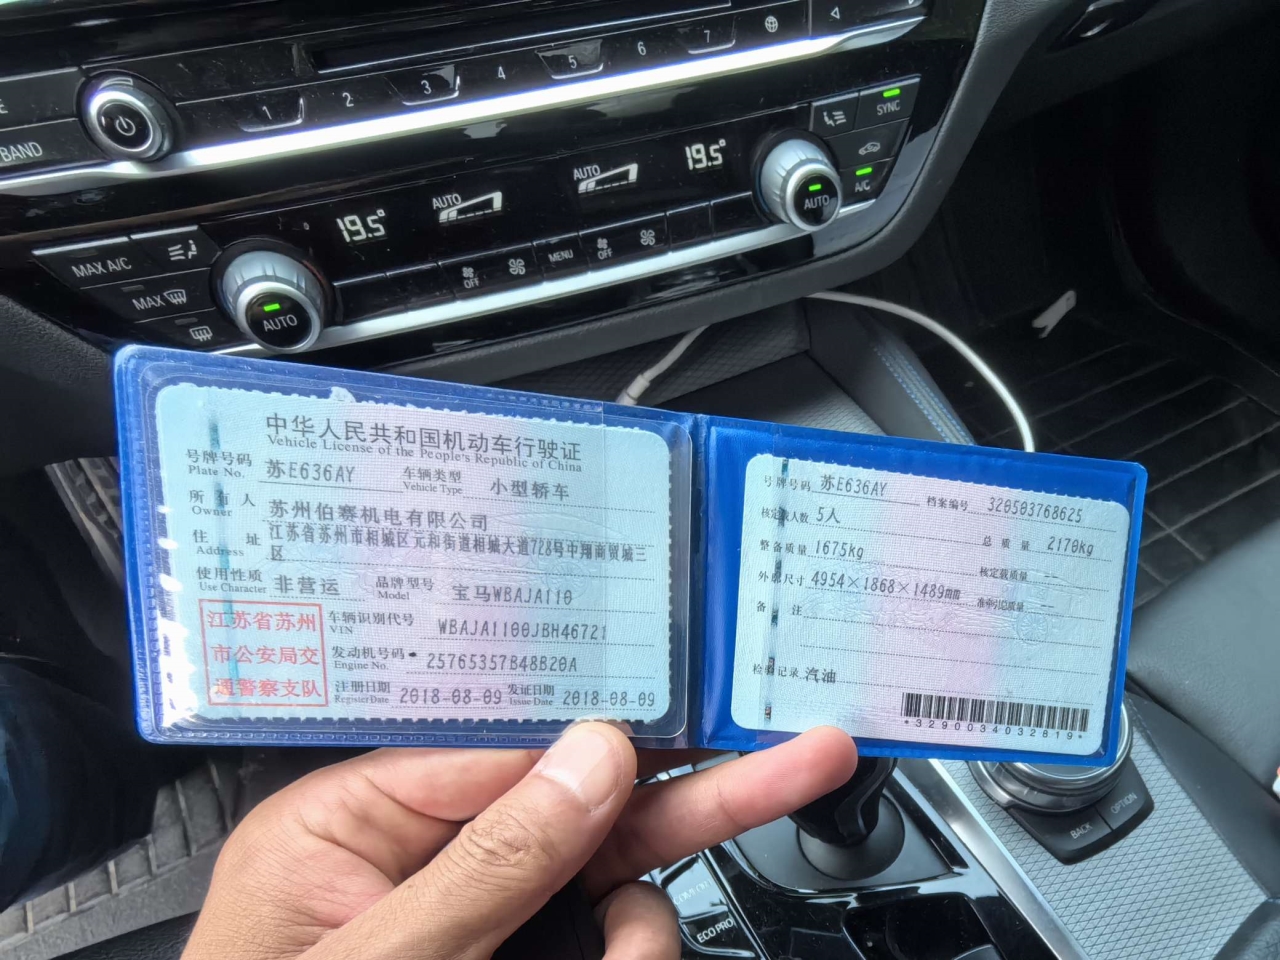 BAND
1 2 3 4 5 6 7
SYNC
19.5° AUTO AUTO 19.5°
A/C
AUTO
MAX A/C
MAX
AUTO
OFF MENU OFF
中华人民共和国机动车行驶证
Vehicle License of the People's Republic of China
号牌号码 苏E636AY 车辆类型 小型轿车
Plate No. Vehicle Type
所有人 苏州伯赛机电有限公司
Owner
住址 江苏省苏州市相城区元和街道相城大道728号中翔商贸城三
Address 区
使用性质 非营运 品牌型号 宝马WBAJA110
Use Character Model
江苏省苏州
市公安局交
通警察支队
车辆识别代号 WBAJA1100JBH46721
VIN
发动机号码 25765357B48B20A
Engine No.
注册日期 2018-08-09 发证日期 2018-08-09
Register Date Issue Date
号牌号码 苏E636AY 档案编号 320503768625
核定载人数 5人 总质量 2170kg
整备质量 1675kg 核定载质量 --
外廓尺寸 4954×1868×1489mm 准牵引总质量 --
备注
检验记录 汽油
*3290034032819*
BACK OPTION
COMFORT
ECO PRO